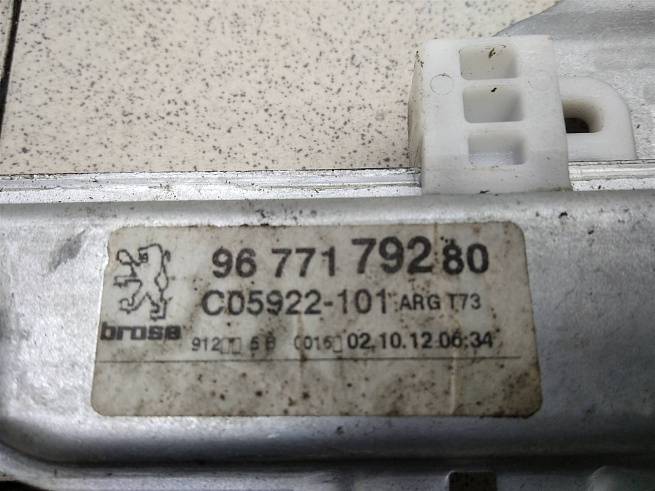 96 771 792 80
C05922-101 ARG T73
brose
02.10.12 06:34